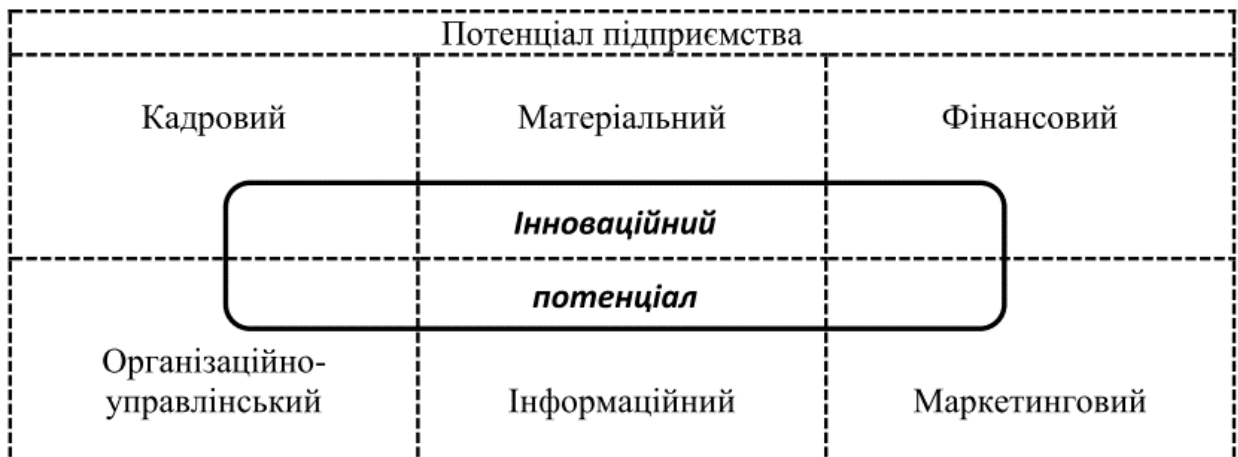 Потенціал підприємства
Кадровий
Матеріальний
Фінансовий
Інноваційний
потенціал
Організаційно-
управлінський
Інформаційний
Маркетинговий